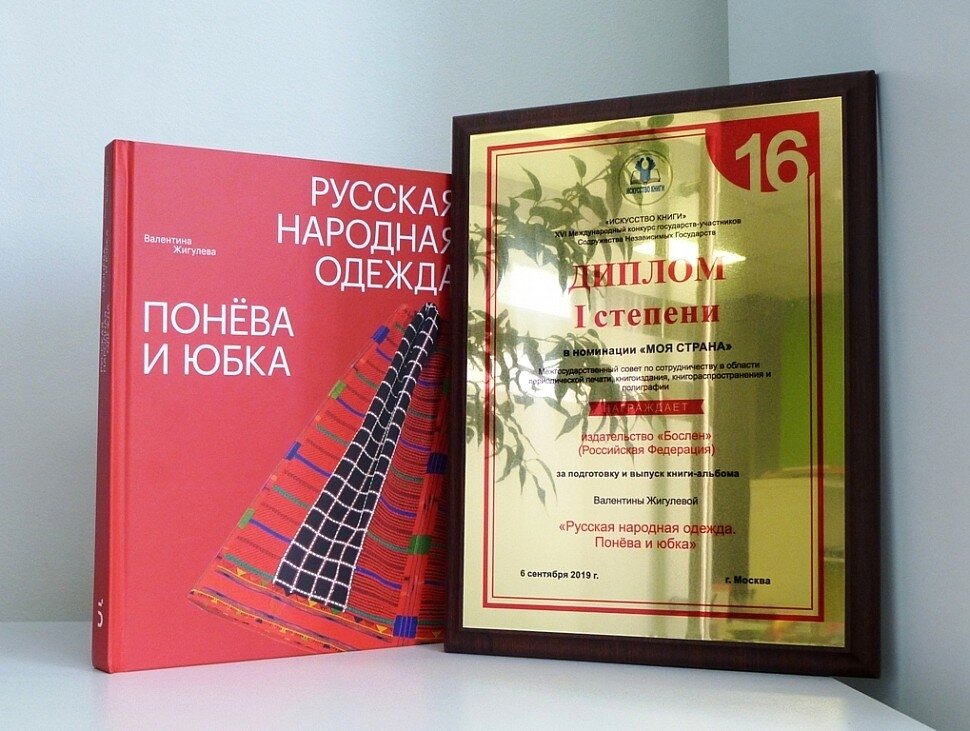 Валентина
Жигулева
РУССКАЯ
НАРОДНАЯ
ОДЕЖДА
ПОНЁВА
И ЮБКА
16
ИСКУССТВО КНИГИ
«ИСКУССТВО КНИГИ»
XVI Международный конкурс государств-участников
Содружества Независимых Государств
ДИПЛОМ
I степени
в номинации «МОЯ СТРАНА»
Межгосударственный совет по сотрудничеству в области
периодической печати, книгоиздания, книгораспространения и
полиграфии
НАГРАЖДАЕТ
издательство «Бослен»
(Российская Федерация)
за подготовку и выпуск книги-альбома
Валентины Жигулевой
«Русская народная одежда.
Понёва и юбка»
6 сентября 2019 г.
г. Москва